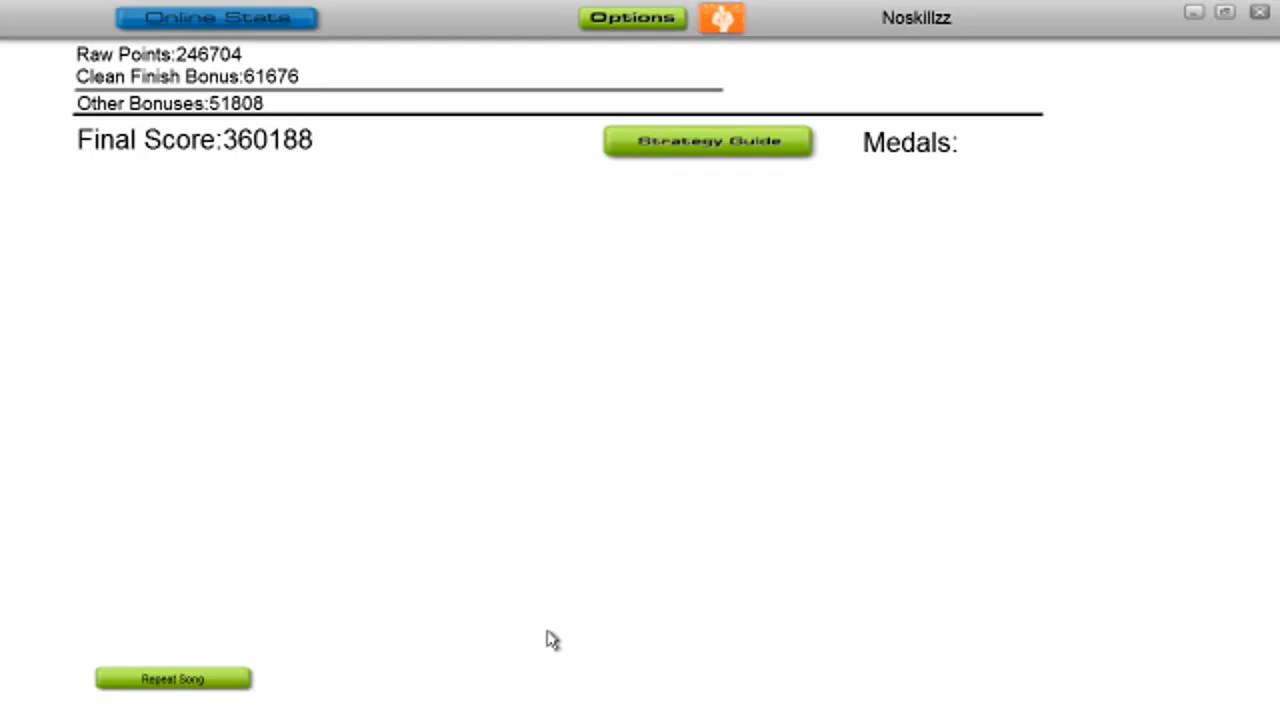 Online Stats Options Noskillzz
Raw Points:246704
Clean Finish Bonus:61676
Other Bonuses:51808
Final Score:360188 Strategy Guide Medals:
Repeat Song